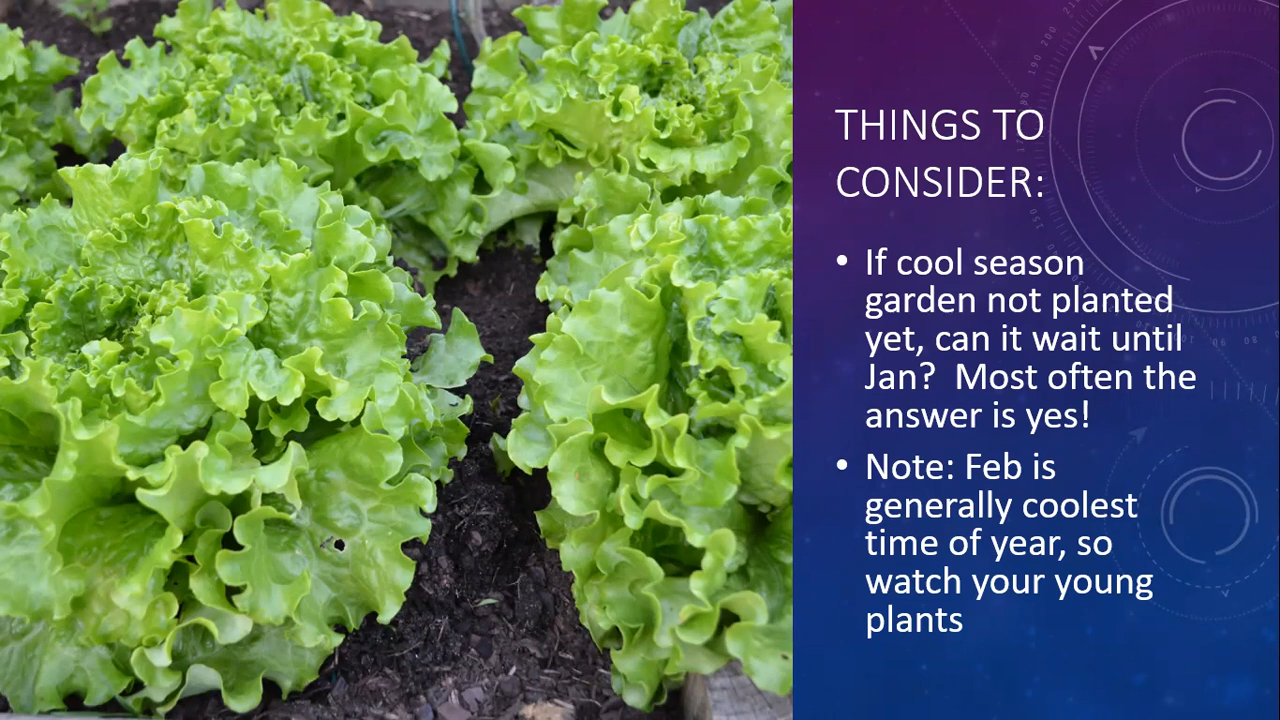 THINGS TO
CONSIDER:
• If cool season
garden not planted
yet, can it wait until
Jan?  Most often the
answer is yes!
• Note: Feb is
generally coolest
time of year, so
watch your young
plants